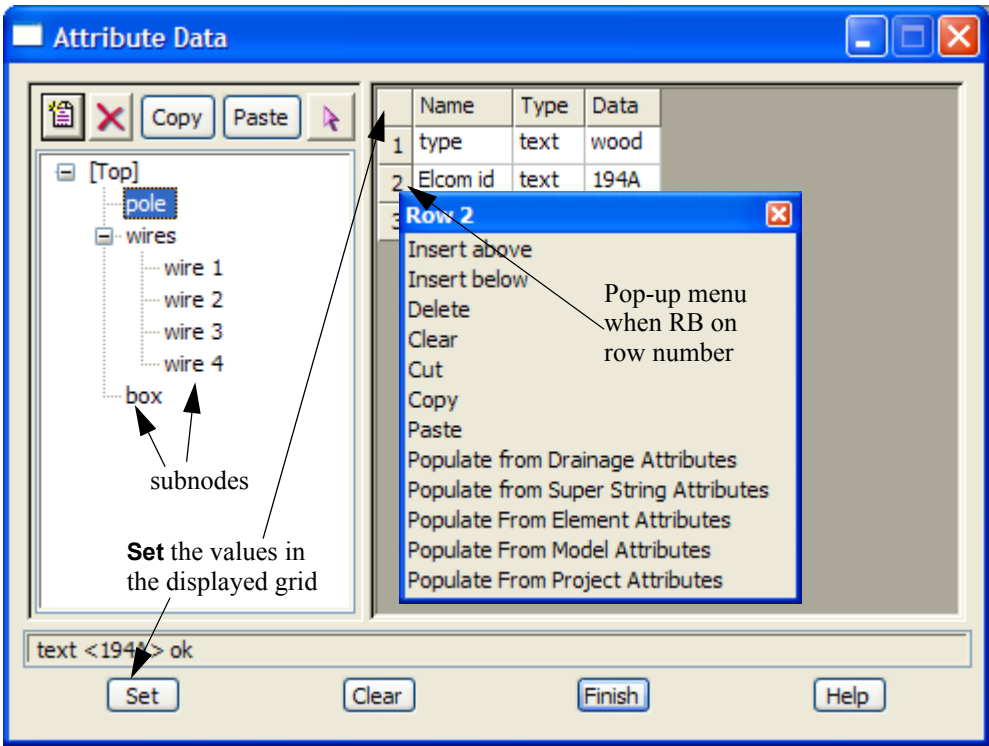 Attribute Data
Copy
Paste
[Top]
pole
wires
wire 1
wire 2
wire 3
wire 4
box
subnodes
Set the values in
the displayed grid
Name Type Data
1 type text wood
2 Elcom id text 194A
3
Row 2
Insert above
Insert below
Delete
Clear
Cut
Copy
Paste
Populate from Drainage Attributes
Populate from Super String Attributes
Populate From Element Attributes
Populate From Model Attributes
Populate From Project Attributes
Pop-up menu
when RB on
row number
text <194A> ok
Set
Clear
Finish
Help